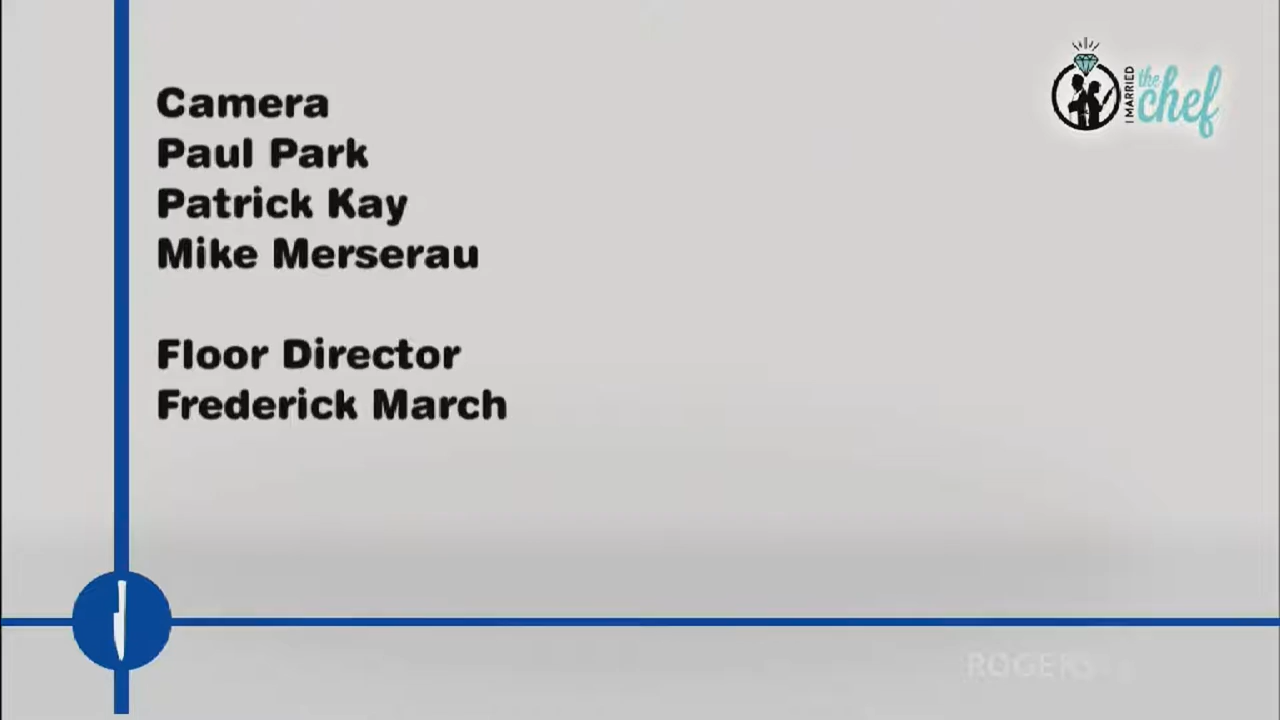 Camera
Paul Park
Patrick Kay
Mike Merserau
Floor Director
Frederick March
I MARRIED
the
chef
ROGERS